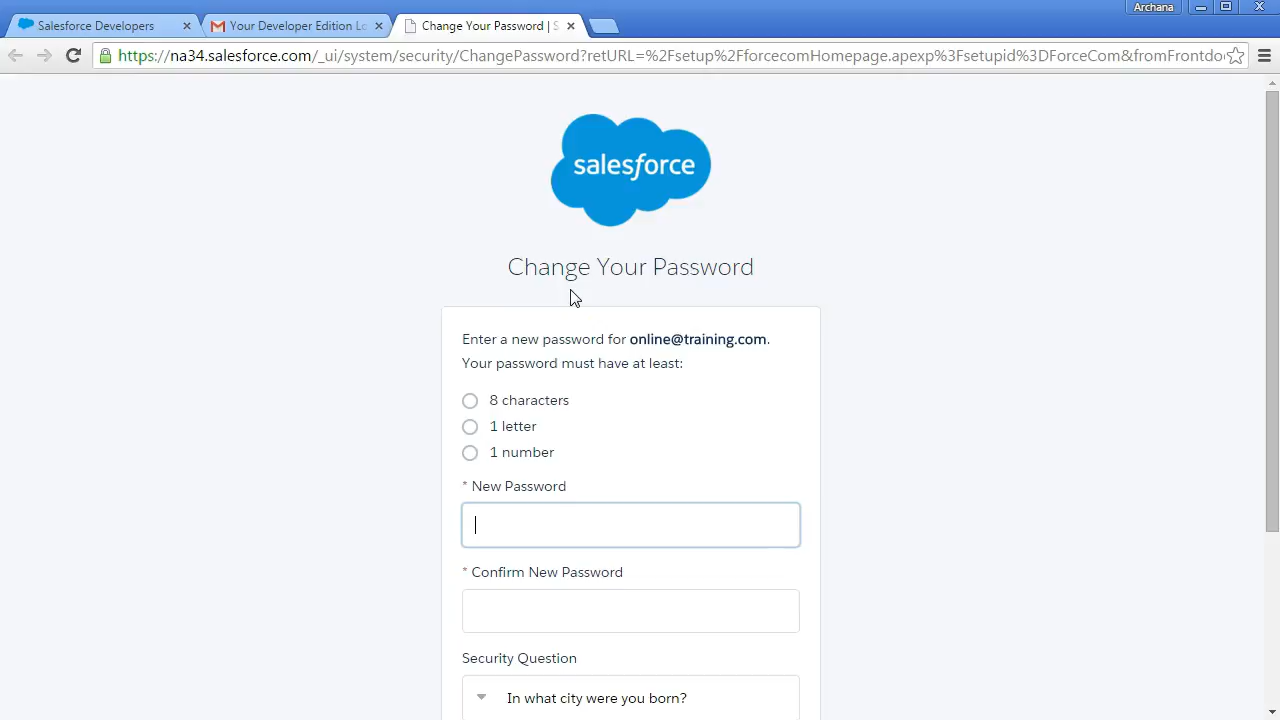 Archana
Salesforce Developers
Your Developer Edition Lo
Change Your Password | S
https://na34.salesforce.com/_ui/system/security/ChangePassword?retURL=%2Fsetup%2FforcecomHomepage.apexp%3Fsetupid%3DForceCom&fromFrontdo
salesforce
Change Your Password
Enter a new password for online@training.com.
Your password must have at least:
8 characters
1 letter
1 number
* New Password
* Confirm New Password
Security Question
In what city were you born?